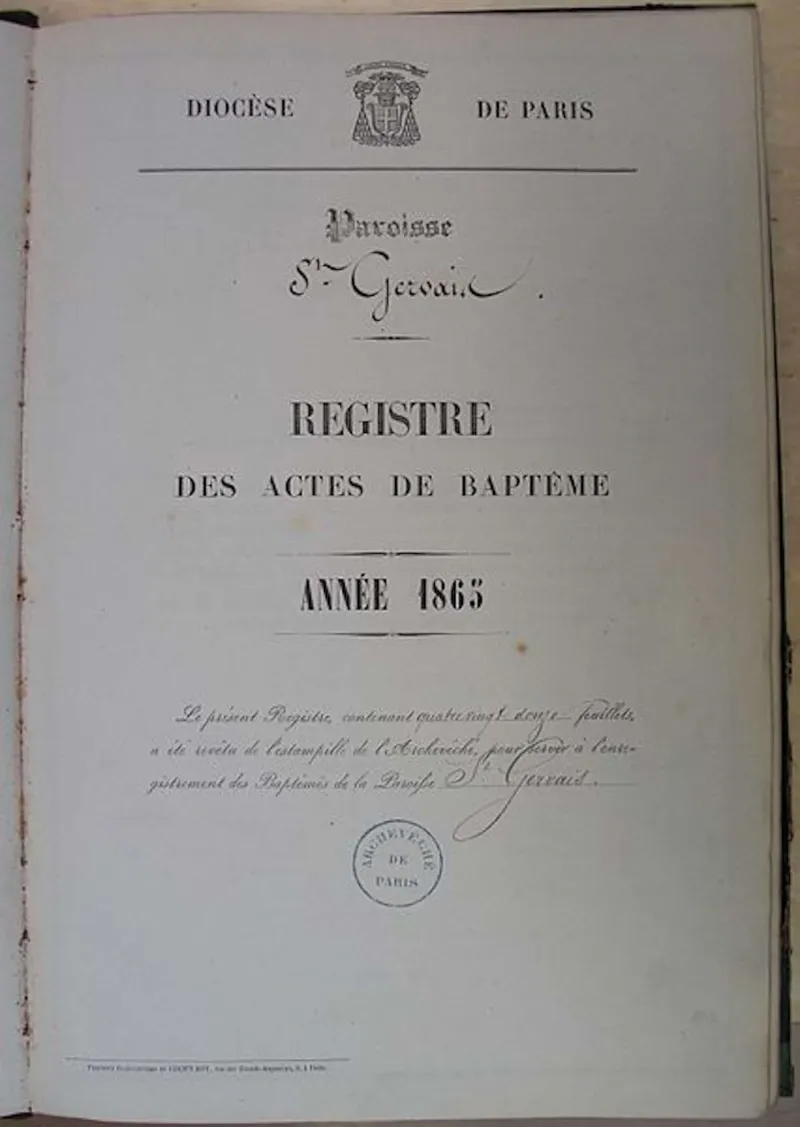 DIOCÈSE DE PARIS
Paroisse
St. Gervais.
REGISTRE
DES ACTES DE BAPTÊME
ANNÉE 1865
Le présent Registre, contenant quatre vingt douze feuillets,
a été revêtu de l'estampille de l'Archevêché, pour servir à l'enre-
gistrement des Baptêmes de la Paroisse St. Gervais.
ARCHEVÊCHÉ
DE
PARIS